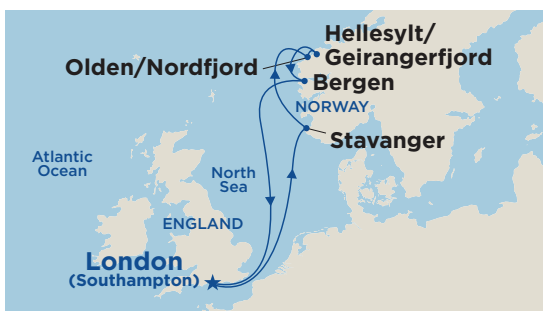 Hellesylt/
Geirangerfjord
Olden/Nordfjord
Bergen
NORWAY
Stavanger
Atlantic
Ocean
North
Sea
ENGLAND
London
(Southampton)